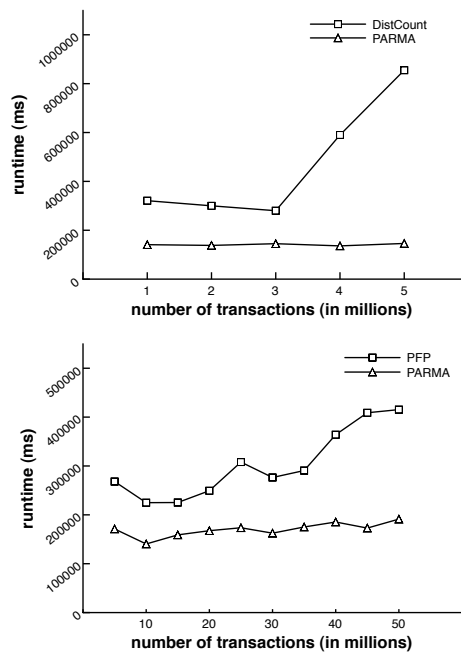 DistCount
PARMA
1000000
800000
600000
400000
200000
0
runtime (ms)
1 2 3 4 5
number of transactions (in millions)
PFP
PARMA
500000
400000
300000
200000
100000
0
runtime (ms)
10 20 30 40 50
number of transactions (in millions)